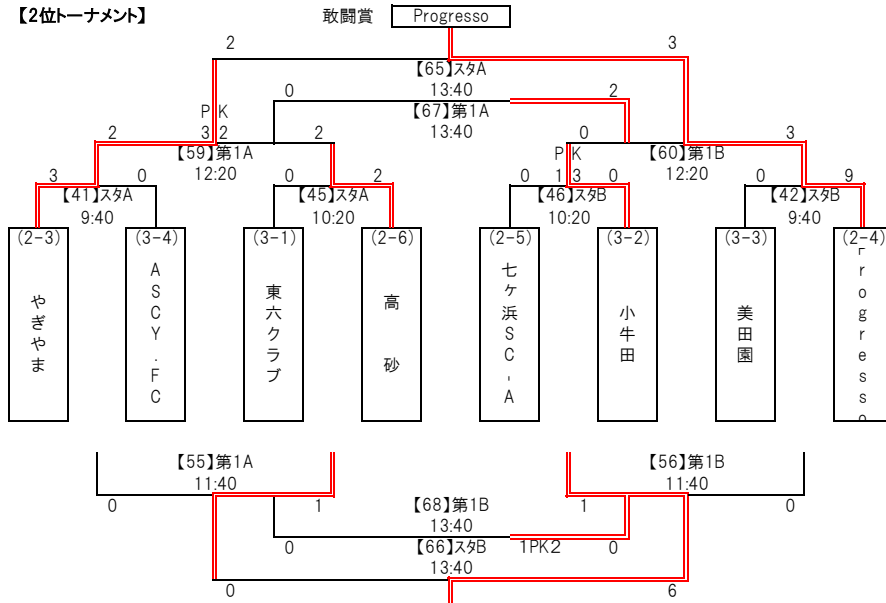 【2位トーナメント】 敢闘賞 Progresso
2 3
【65】スタA
13:40
0 2
【67】第1A
13:40
PK
2 3 2 2
【59】第1A
12:20
0 3
PK
【60】第1B
12:20
3 0
【41】スタA
9:40
0 2
【45】スタA
10:20
0 1 3 0
【46】スタB
10:20
0 9
【42】スタB
9:40
(2-3) (3-4) (3-1) (2-6) (2-5) (3-2) (3-3) (2-4)
やぎやま
ASCY.FC
東六クラブ
高砂
七ケ浜SC-A
小牛田
美田園
Progresso
【55】第1A
11:40
0 1
【56】第1B
11:40
1 0
【68】第1B
13:40
0 1PK2 0
【66】スタB
13:40
0 6